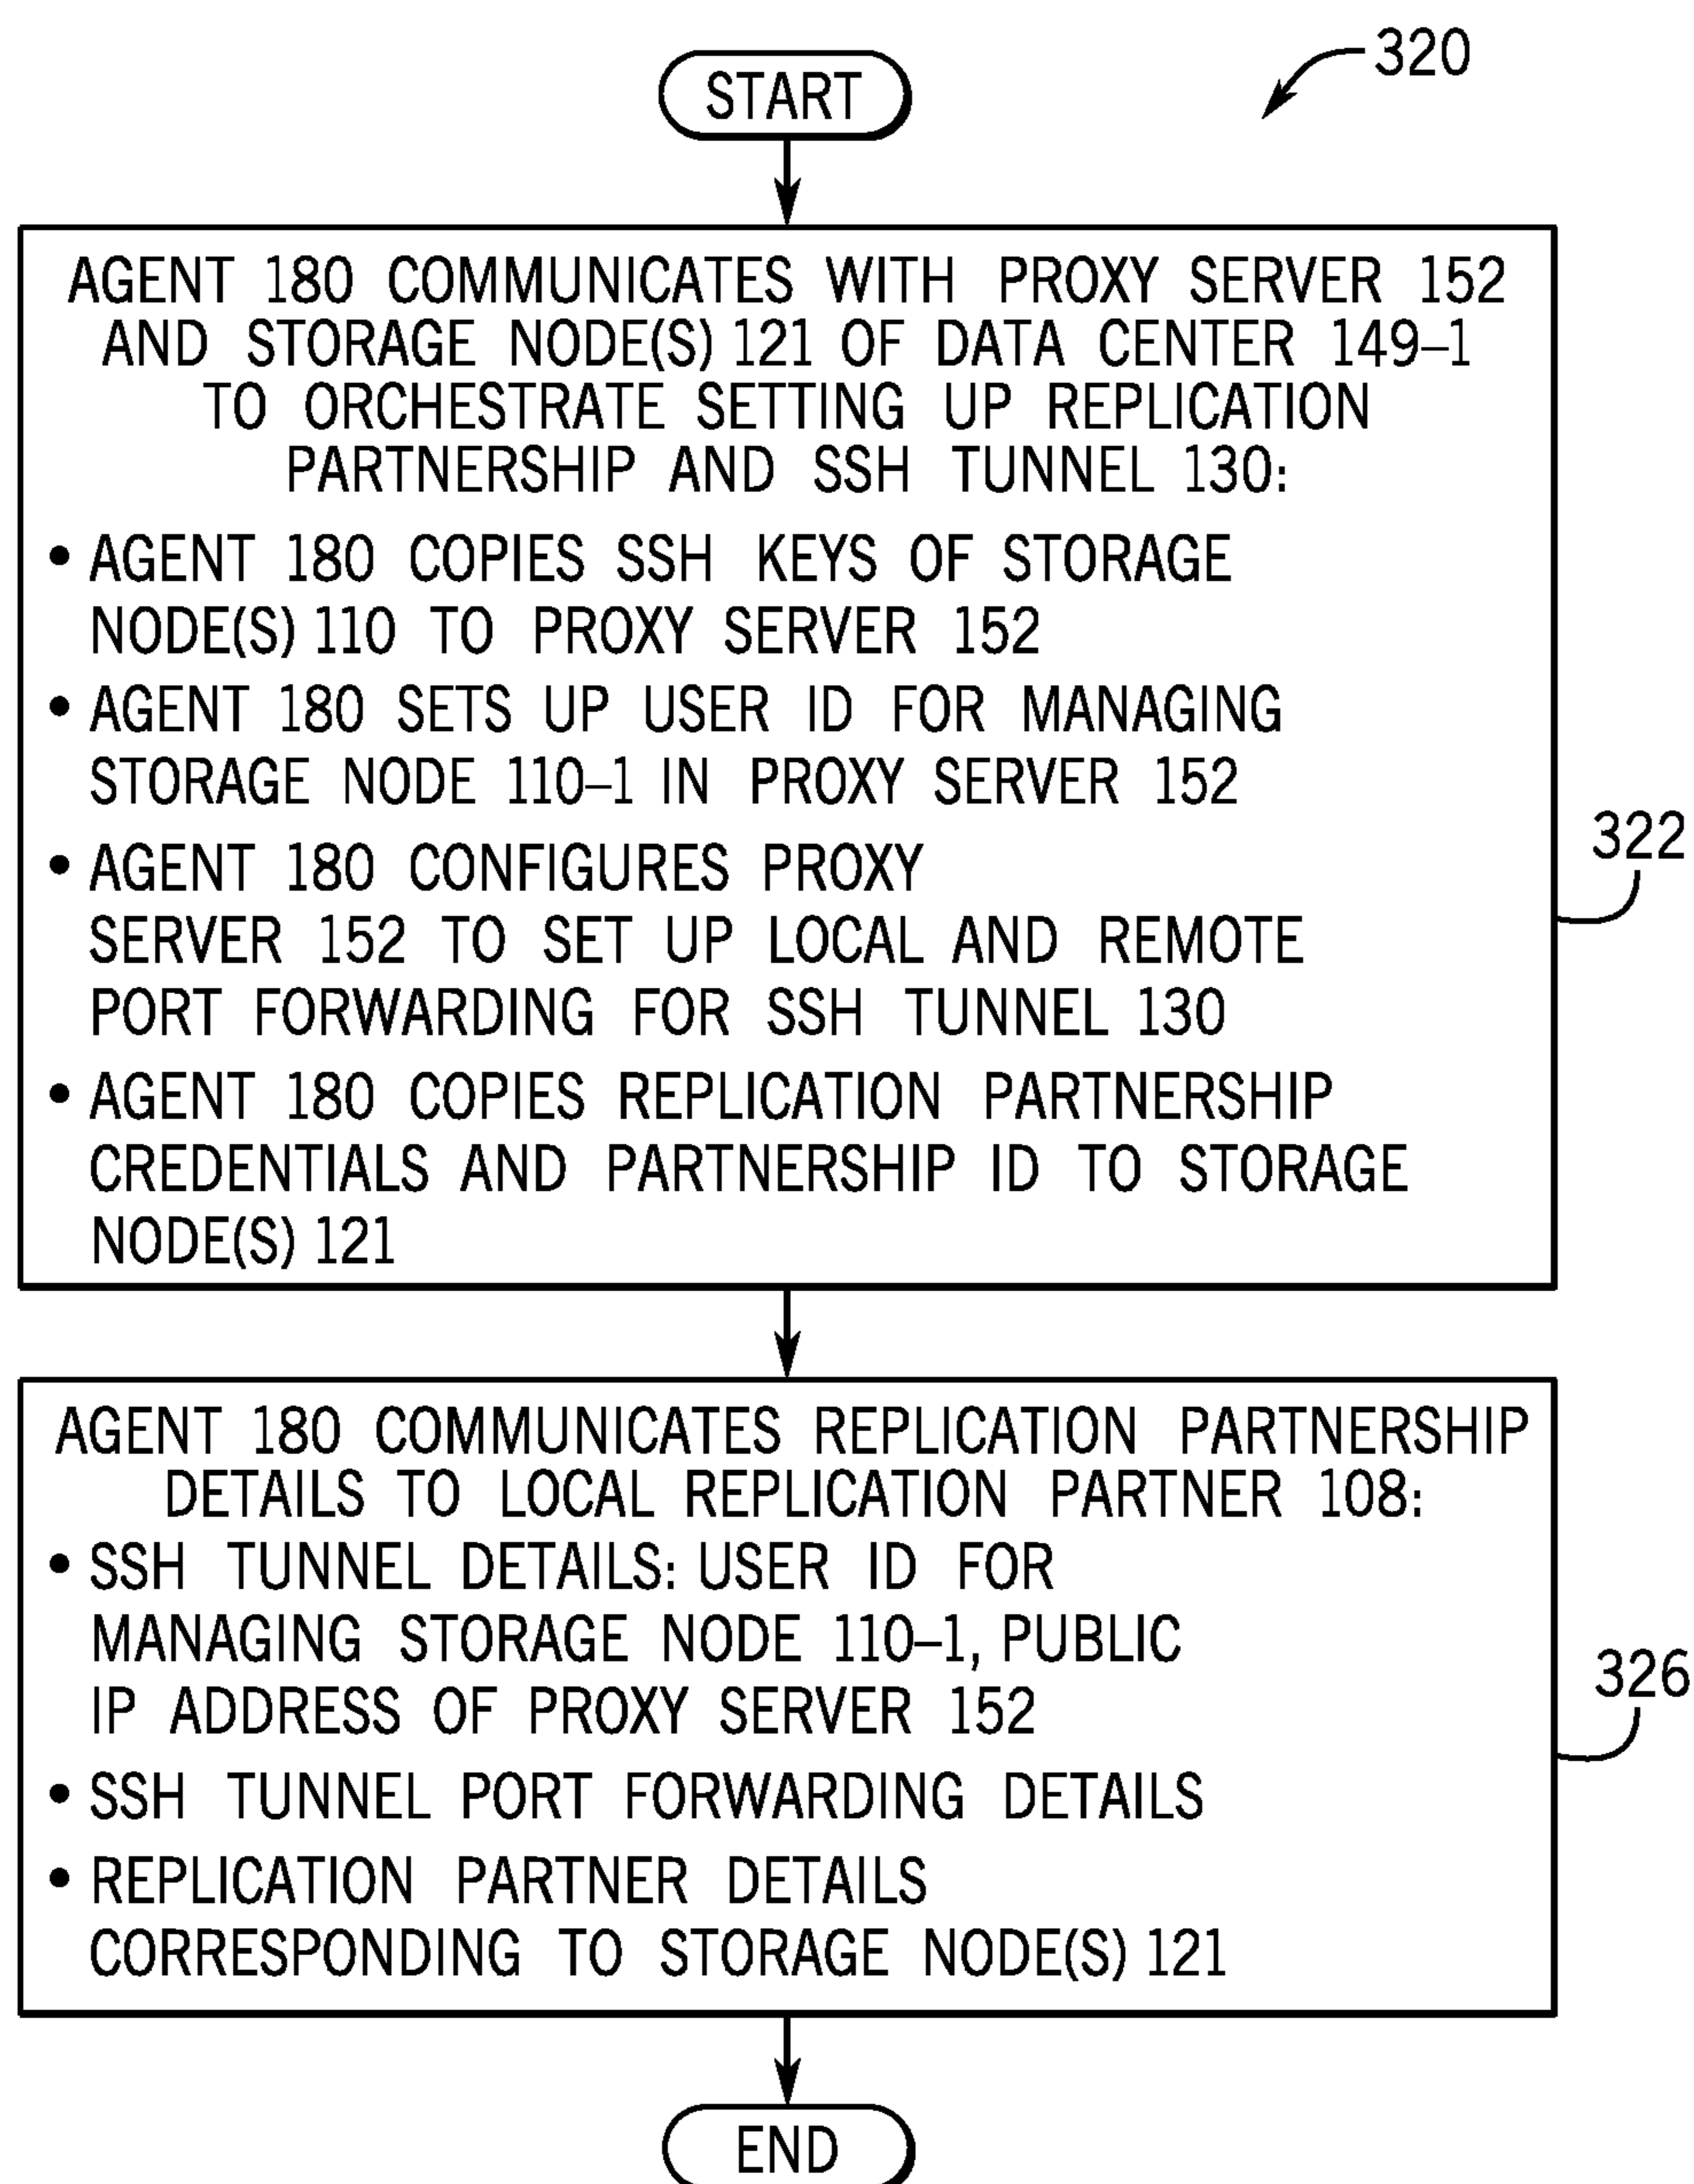 320
START
AGENT 180 COMMUNICATES WITH PROXY SERVER 152
AND STORAGE NODE(S) 121 OF DATA CENTER 149–1
TO ORCHESTRATE SETTING UP REPLICATION
PARTNERSHIP AND SSH TUNNEL 130:
• AGENT 180 COPIES SSH KEYS OF STORAGE
NODE(S) 110 TO PROXY SERVER 152
• AGENT 180 SETS UP USER ID FOR MANAGING
STORAGE NODE 110–1 IN PROXY SERVER 152
• AGENT 180 CONFIGURES PROXY
SERVER 152 TO SET UP LOCAL AND REMOTE
PORT FORWARDING FOR SSH TUNNEL 130
• AGENT 180 COPIES REPLICATION PARTNERSHIP
CREDENTIALS AND PARTNERSHIP ID TO STORAGE
NODE(S) 121
322
AGENT 180 COMMUNICATES REPLICATION PARTNERSHIP
DETAILS TO LOCAL REPLICATION PARTNER 108:
• SSH TUNNEL DETAILS: USER ID FOR
MANAGING STORAGE NODE 110–1, PUBLIC
IP ADDRESS OF PROXY SERVER 152
• SSH TUNNEL PORT FORWARDING DETAILS
• REPLICATION PARTNER DETAILS
CORRESPONDING TO STORAGE NODE(S) 121
326
END